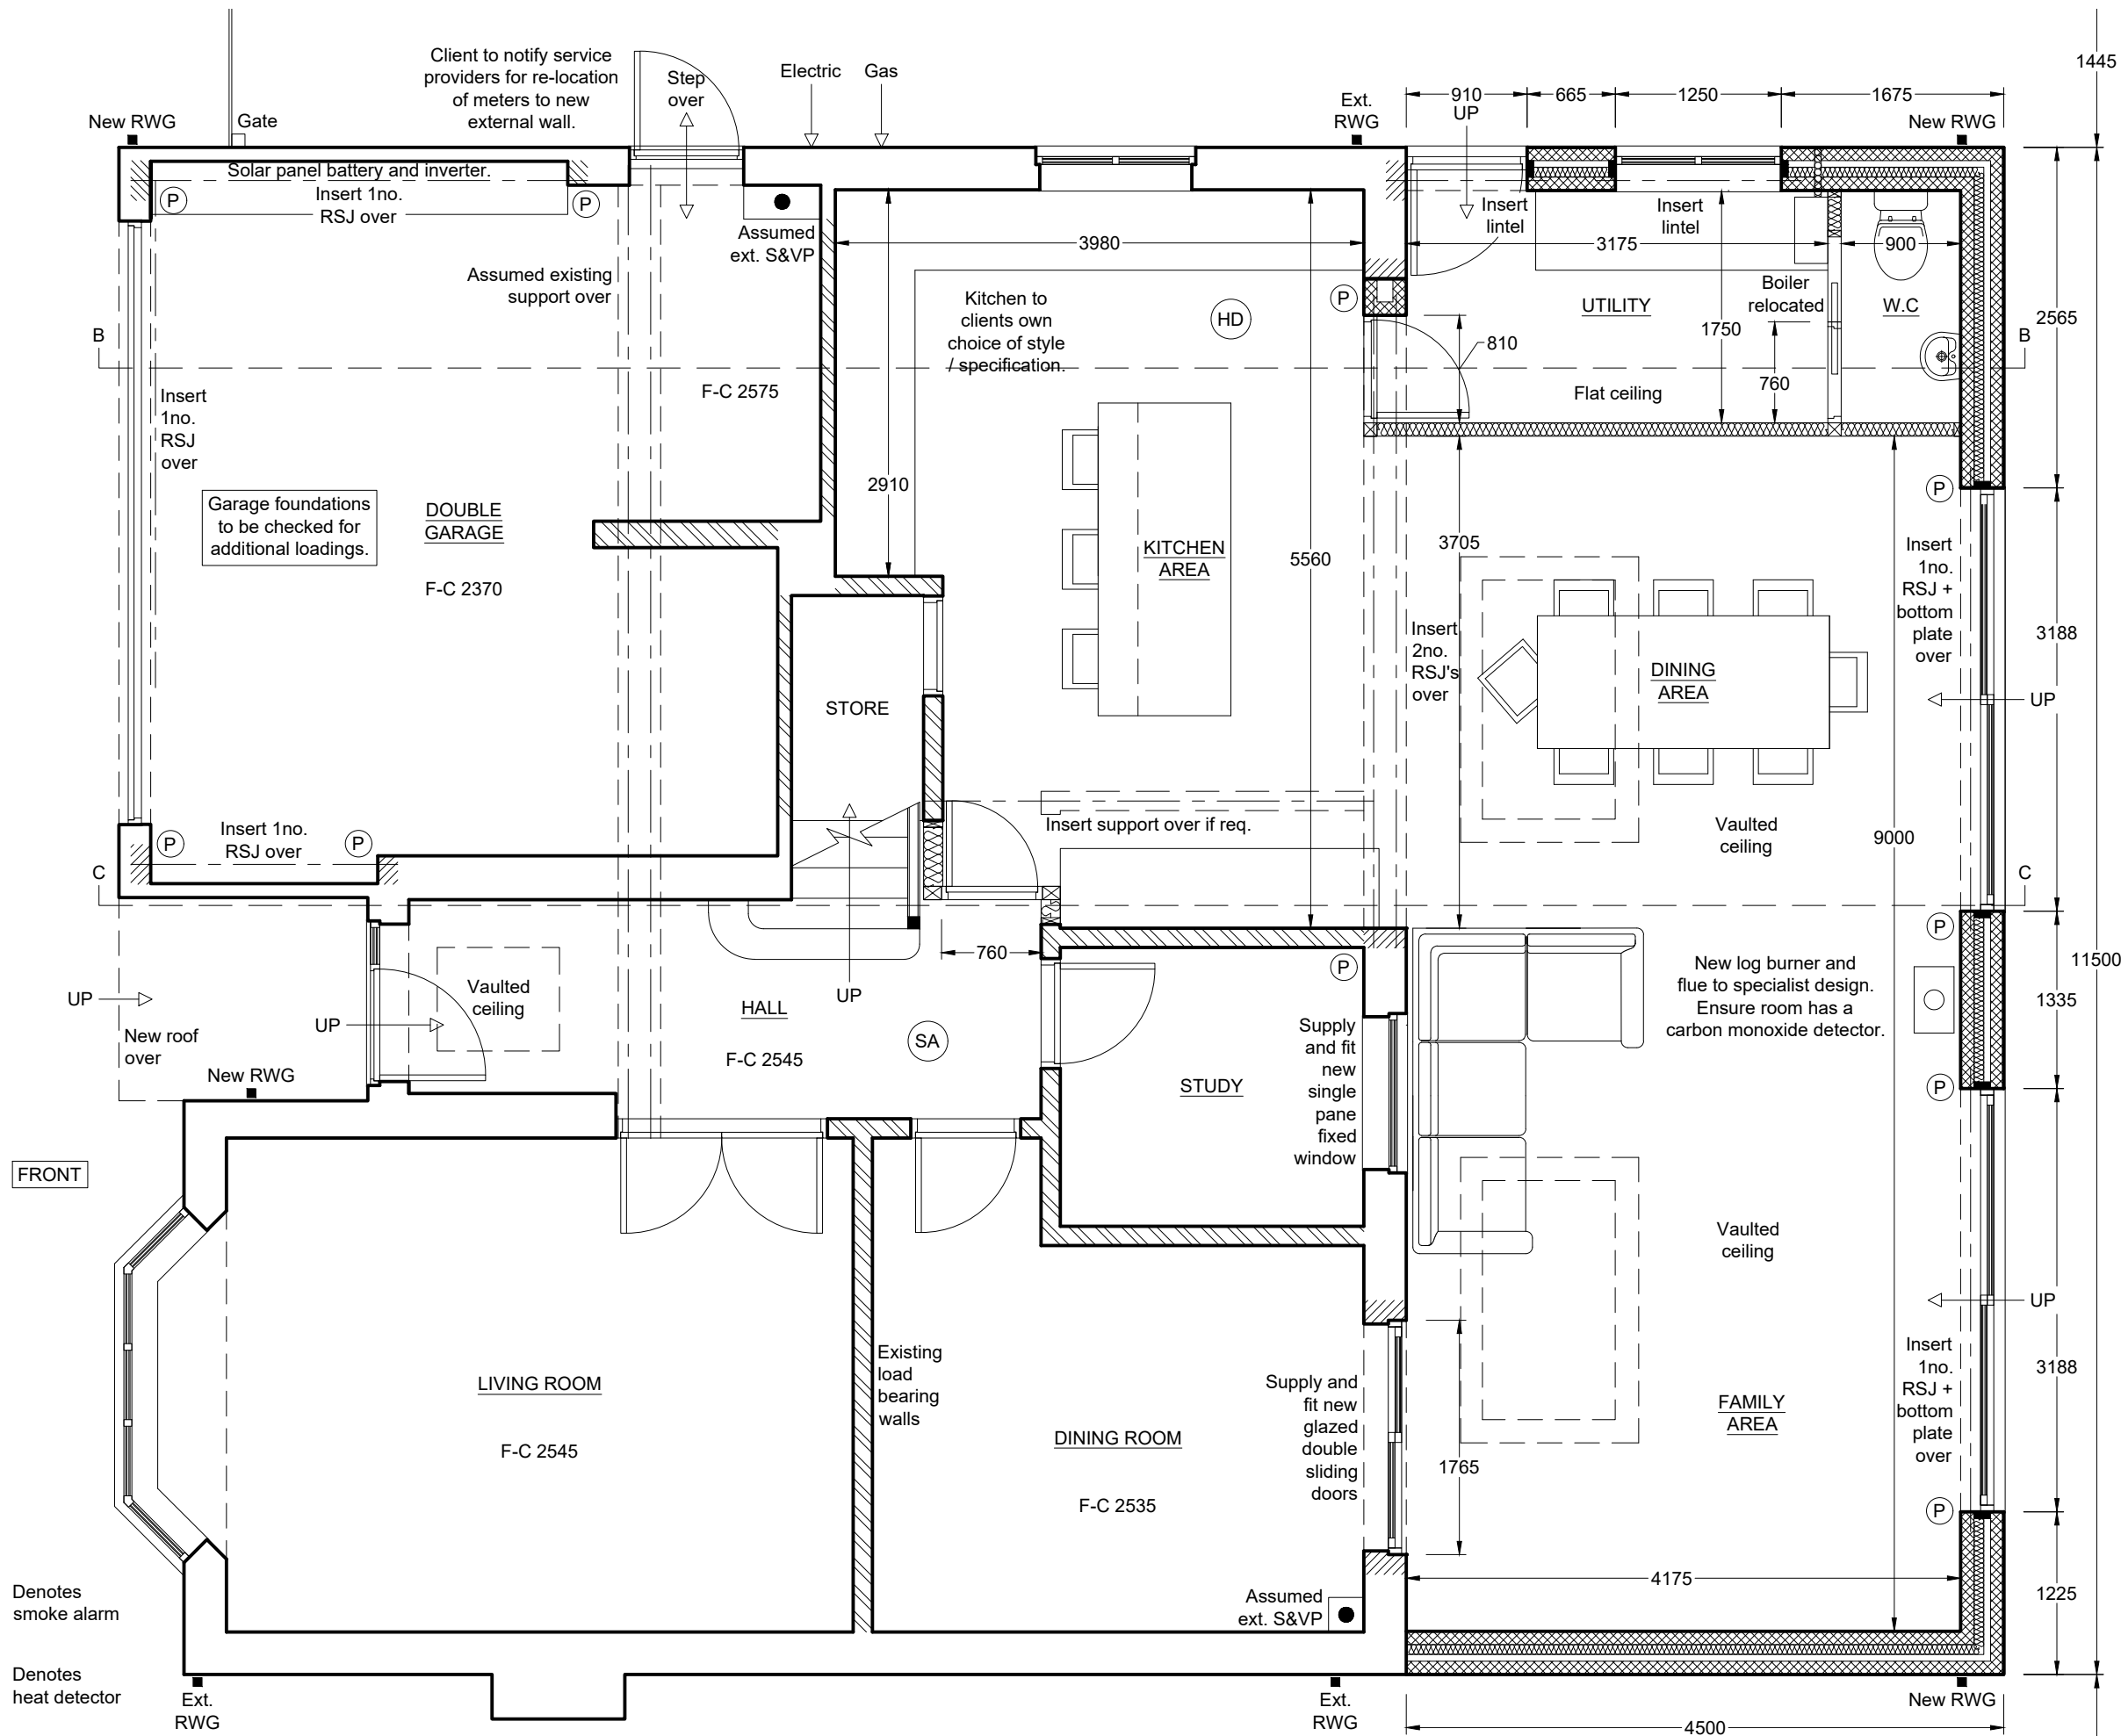 1445
Client to notify service
providers for re-location
of meters to new
external wall.
Step
over
Electric
Gas
910
665
1250
1675
UP
Ext.
RWG
New RWG
Gate
New RWG
Solar panel battery and inverter.
Insert 1no.
RSJ over
P
P
Assumed
ext. S&VP
Assumed existing
support over
3980
Insert
lintel
Insert
lintel
3175
900
Kitchen to
clients own
choice of style
/ specification.
HD
P
UTILITY
Boiler
relocated
W.C
1750
2565
B
B
810
760
Flat ceiling
F-C 2575
Insert
1no.
RSJ
over
Garage foundations
to be checked for
additional loadings.
DOUBLE
GARAGE
F-C 2370
2910
KITCHEN
AREA
5560
3705
P
Insert
1no.
RSJ +
bottom
plate
over
3188
Insert
2no.
RSJ's
over
DINING
AREA
UP
STORE
Insert 1no.
RSJ over
P
P
Insert support over if req.
Vaulted
ceiling
9000
C
C
P
760
P
11500
New log burner and
flue to specialist design.
Ensure room has a
carbon monoxide detector.
1335
UP
Vaulted
ceiling
UP
UP
HALL
F-C 2545
SA
New roof
over
New RWG
STUDY
Supply
and fit
new
single
pane
fixed
window
P
FRONT
Vaulted
ceiling
UP
Existing
load
bearing
walls
LIVING ROOM
F-C 2545
DINING ROOM
F-C 2535
Supply and
fit new
glazed
double
sliding
doors
1765
FAMILY
AREA
Insert
1no.
RSJ +
bottom
plate
over
3188
P
Denotes
smoke alarm
Assumed
ext. S&VP
4175
1225
Denotes
heat detector
Ext.
RWG
Ext.
RWG
New RWG
4500